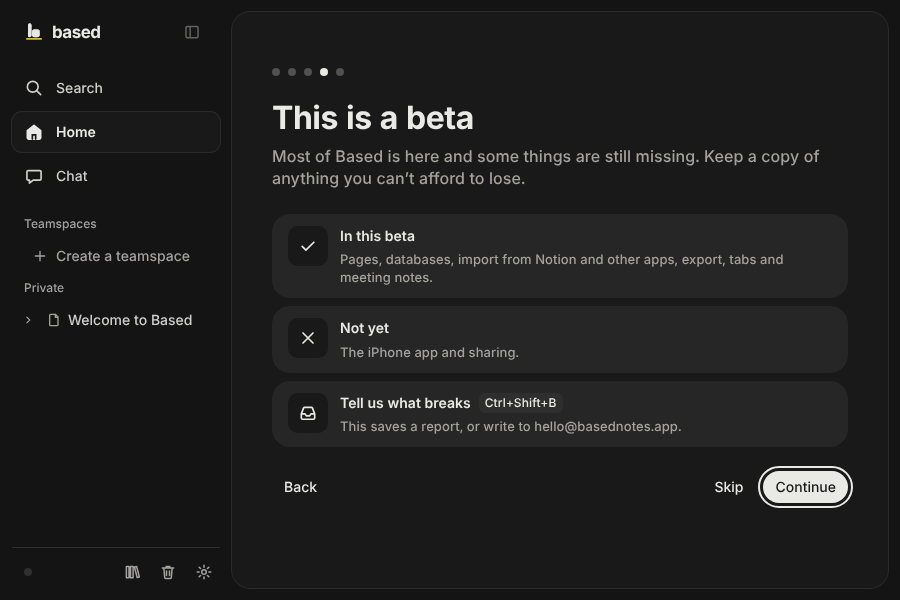 based
Search
Home
Chat
Teamspaces
Create a teamspace
Private
Welcome to Based
This is a beta
Most of Based is here and some things are still missing. Keep a copy of
anything you can’t afford to lose.
In this beta
Pages, databases, import from Notion and other apps, export, tabs and
meeting notes.
Not yet
The iPhone app and sharing.
Tell us what breaks Ctrl+Shift+B
This saves a report, or write to hello@basednotes.app.
Back
Skip
Continue